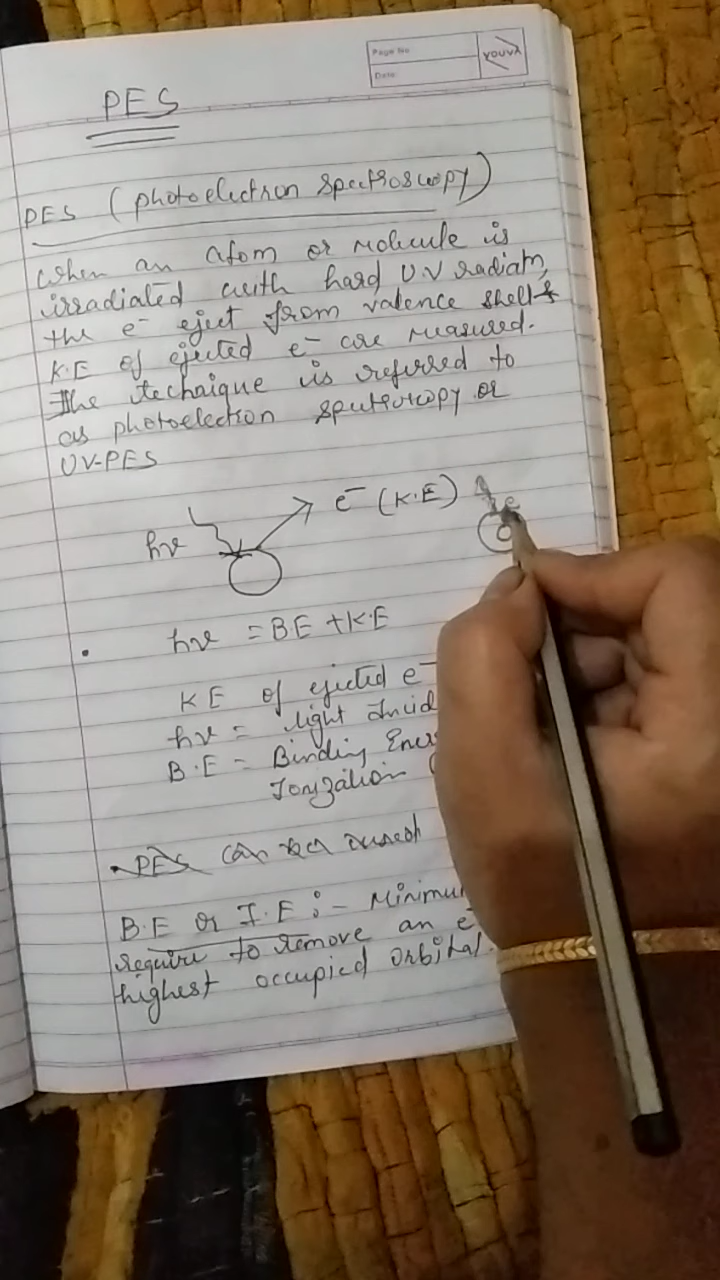 Page No
Date
YOUVA
PES
PES (photoelectron spectroscopy)
When an atom or Molecule is
irradiated with hard U.V radiatn,
the e⁻ eject from valence shell &
K.E of ejected e⁻ are measured.
The technique is referred to
as photoelectron spectroscopy or
UV-PES
hν e⁻ (K.E)
hν = BE + K.E
KE of ejected e⁻
hν = light Incid
B.E = Binding Ener
Ionization
PES can be used
B.E or I.E :- Minimu
require to remove an e
highest occupied orbital.